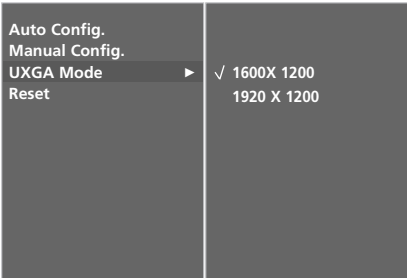 Auto Config.
Manual Config.
UXGA Mode ►
Reset
√ 1600X 1200
1920 X 1200